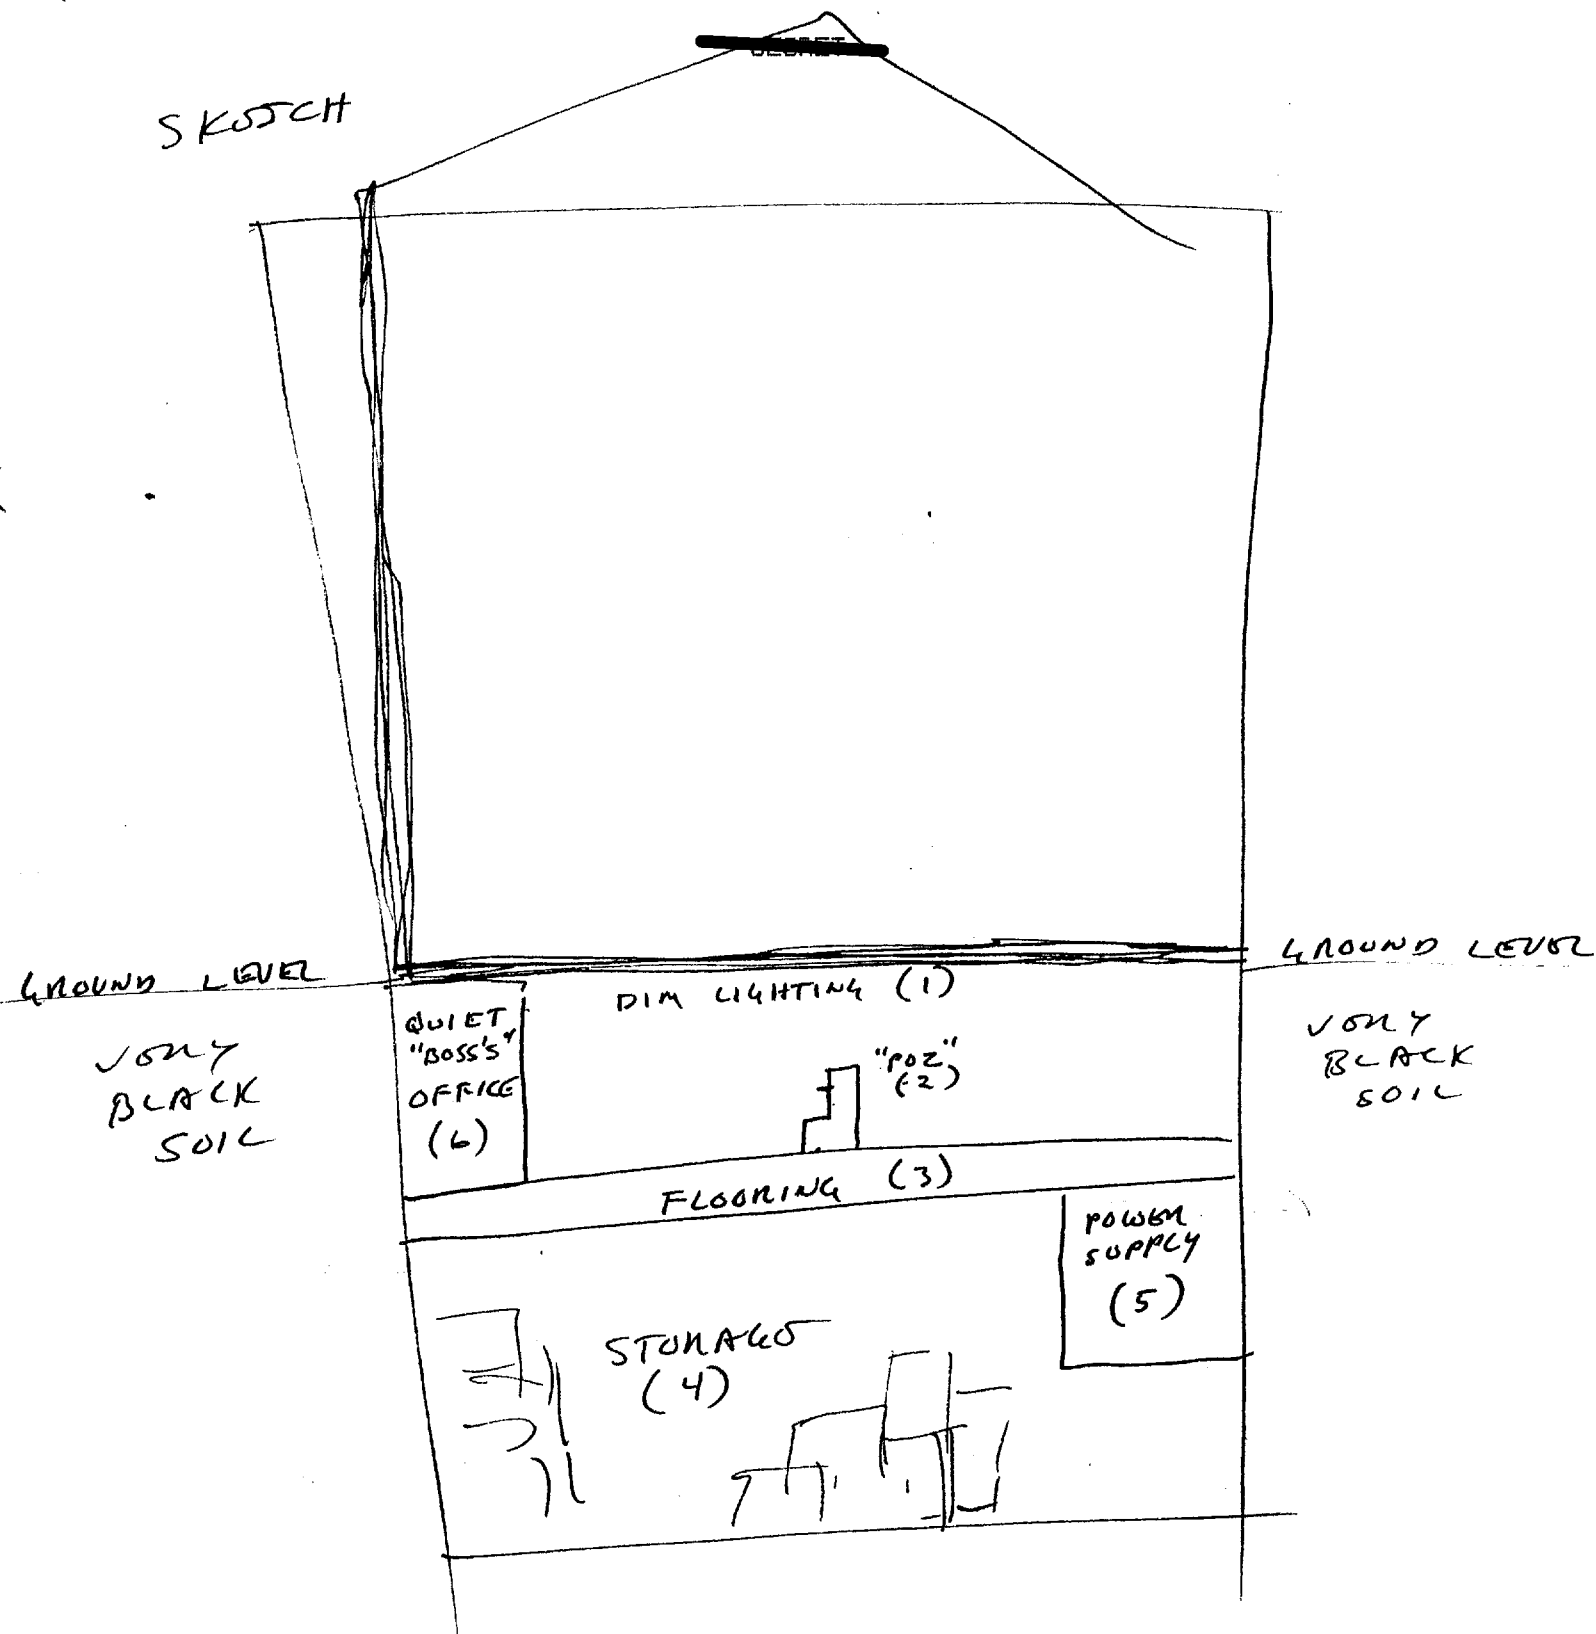 SECRET
SKETCH
GROUND LEVEL
GROUND LEVEL
DIM LIGHTING (1)
QUIET
"BOSS'S"
OFFICE
(6)
"POZ"
(2)
VERY
BLACK
SOIL
VERY
BLACK
SOIL
FLOORING (3)
POWER
SUPPLY
(5)
STORAGE
(4)